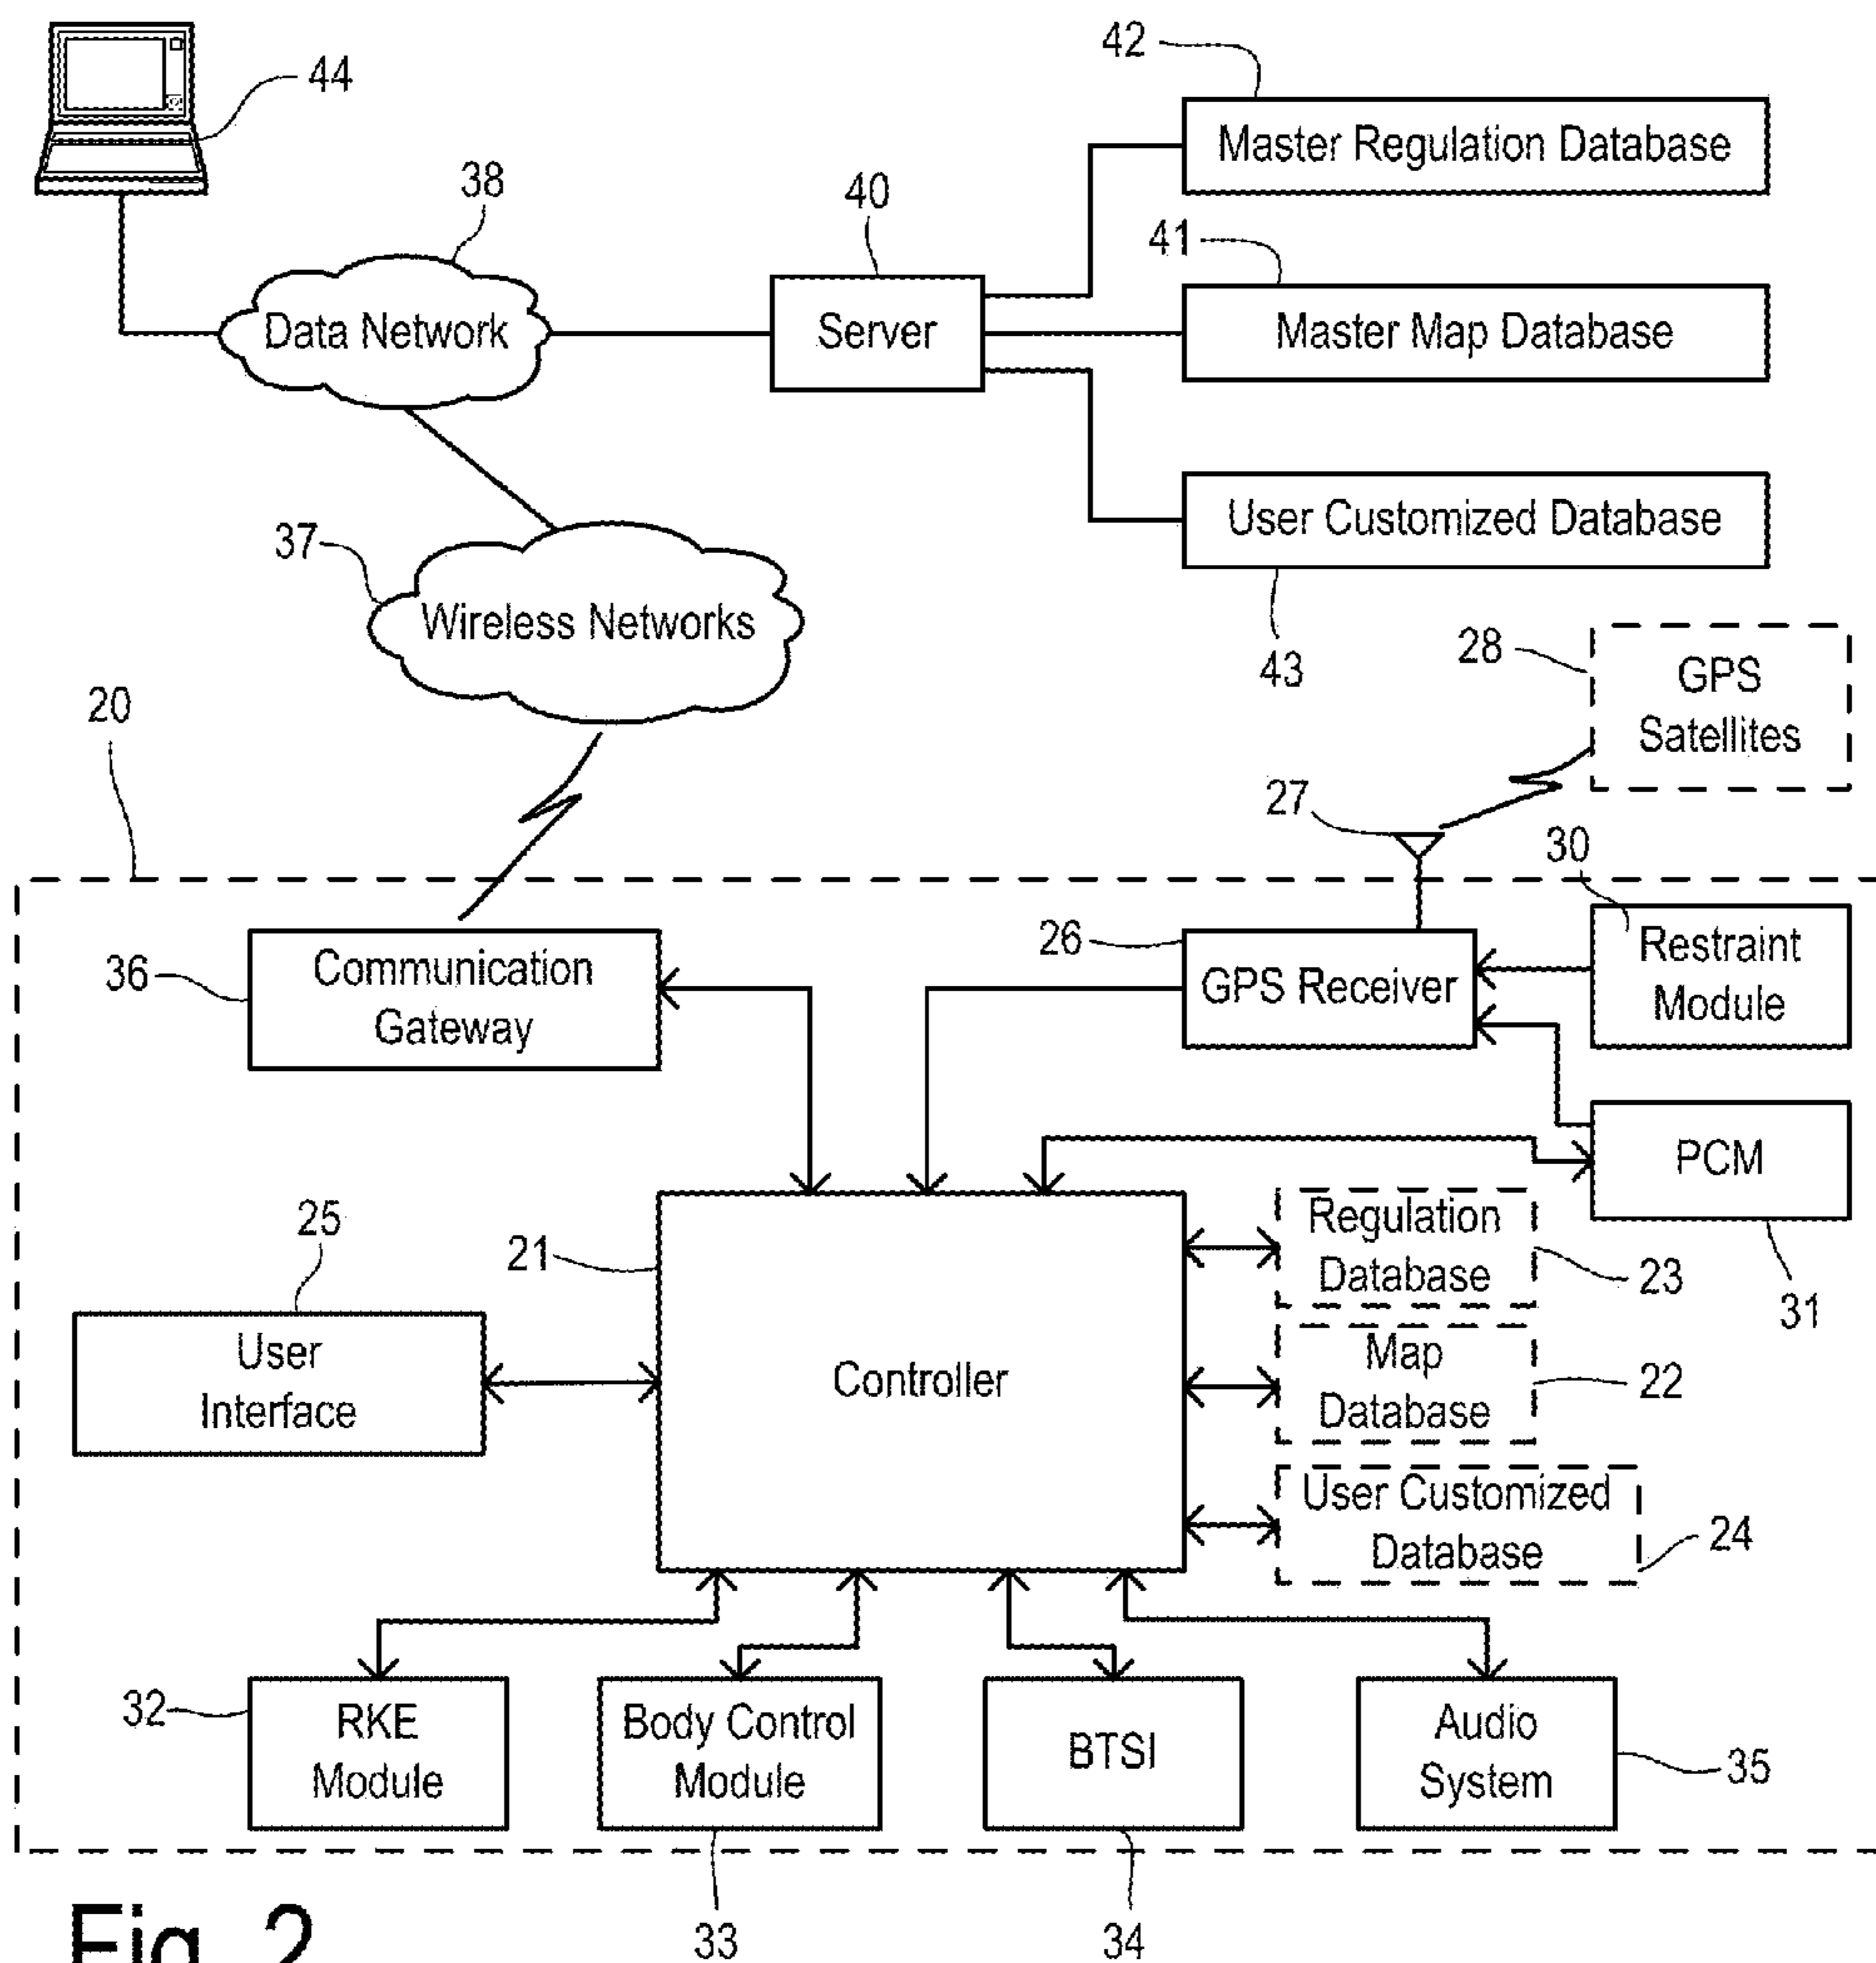 42
44
Master Regulation Database
38
40
41
Data Network
Server
Master Map Database
User Customized Database
37
Wireless Networks
43
28
GPS
Satellites
20
27
30
26
Restraint
Module
36
Communication
Gateway
GPS Receiver
PCM
25
21
Regulation
Database
23
31
User
Interface
Controller
Map
Database
22
User Customized
Database
24
32
RKE
Module
Body Control
Module
BTSI
Audio
System
35
33
34
Fig. 2